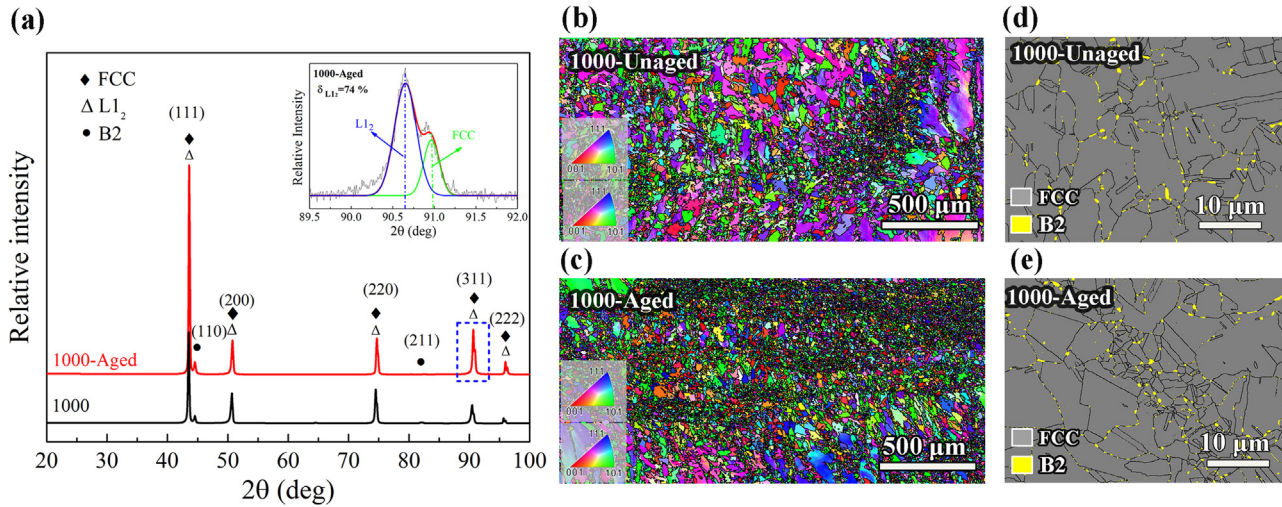 (a)
Relative intensity
◆ FCC
Δ L1₂
● B2
(111)
◆
Δ
(110)
●
(200)
◆
Δ
(220)
◆
Δ
(211)
●
(311)
◆
Δ
(222)
◆
Δ
1000-Aged
1000
20 30 40 50 60 70 80 90 100
2θ (deg)
1000-Aged
δ L1₂=74 %
L1₂
FCC
Relative Intensity
89.5 90.0 90.5 91.0 91.5 92.0
2θ (deg)
(b)
1000-Unaged
111
001 101
111
001 101
500 μm
(c)
1000-Aged
111
001 101
111
001 101
500 μm
(d)
1000-Unaged
FCC
B2
10 μm
(e)
1000-Aged
FCC
B2
10 μm